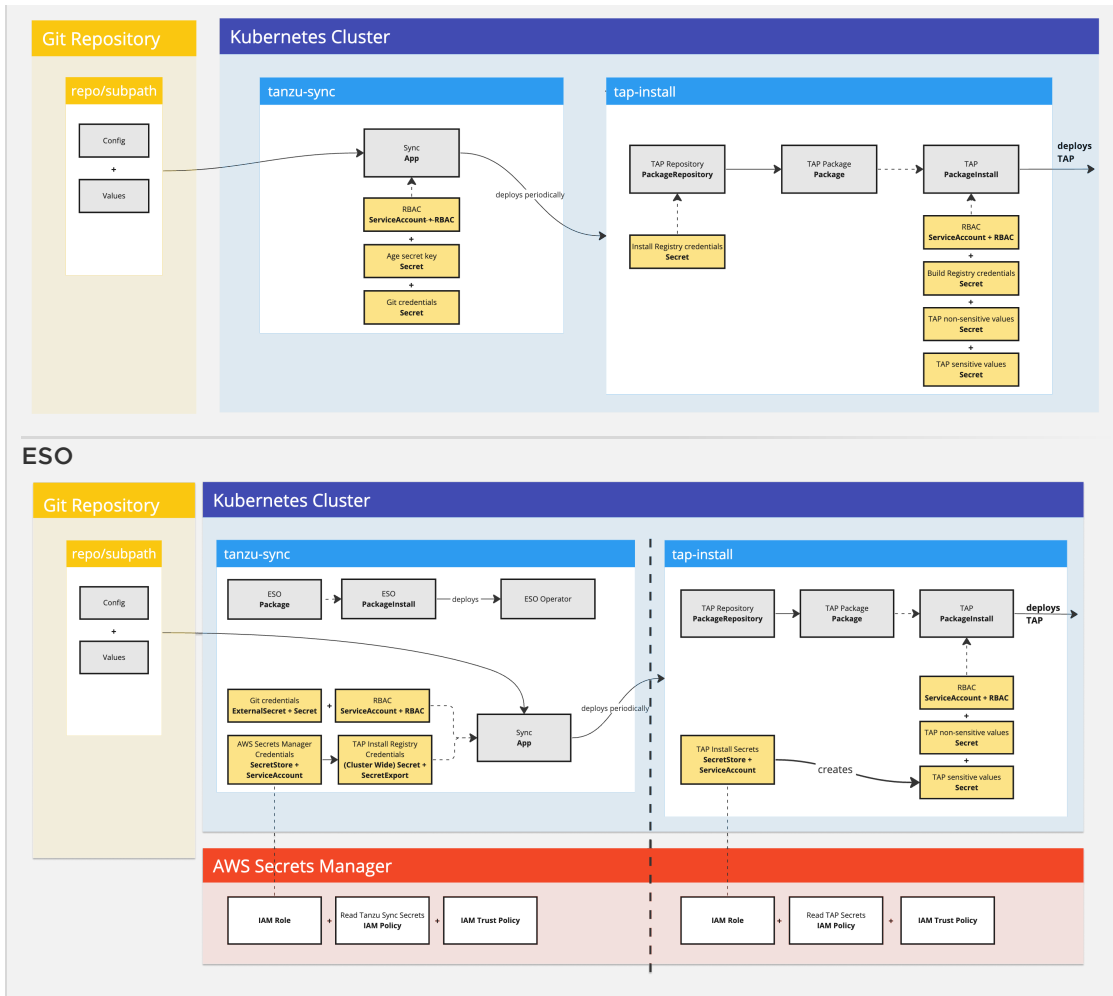 Git Repository
Kubernetes Cluster
repo/subpath
Config
+
Values
tanzu-sync
Sync
App
RBAC
ServiceAccount + RBAC
+
Age secret key
Secret
+
Git credentials
Secret
deploys periodically
tap-install
TAP Repository
PackageRepository
TAP Package
Package
TAP
PackageInstall
deploys
TAP
Install Registry credentials
Secret
RBAC
ServiceAccount + RBAC
+
Build Registry credentials
Secret
+
TAP non-sensitive values
Secret
+
TAP sensitive values
Secret
ESO
Git Repository
Kubernetes Cluster
repo/subpath
Config
+
Values
tanzu-sync
ESO
Package
ESO
PackageInstall
deploys
ESO Operator
Git credentials
ExternalSecret + Secret
+
RBAC
ServiceAccount + RBAC
AWS Secrets Manager
Credentials
SecretStore +
ServiceAccount
TAP Install Registry
Credentials
(Cluster Wide) Secret +
SecretExport
Sync
App
deploys periodically
tap-install
TAP Repository
PackageRepository
TAP Package
Package
TAP
PackageInstall
deploys
TAP
RBAC
ServiceAccount + RBAC
+
TAP non-sensitive values
Secret
+
TAP sensitive values
Secret
TAP Install Secrets
SecretStore +
ServiceAccount
creates
AWS Secrets Manager
IAM Role
+
Read Tanzu Sync Secrets
IAM Policy
+
IAM Trust Policy
IAM Role
+
Read TAP Secrets
IAM Policy
+
IAM Trust Policy